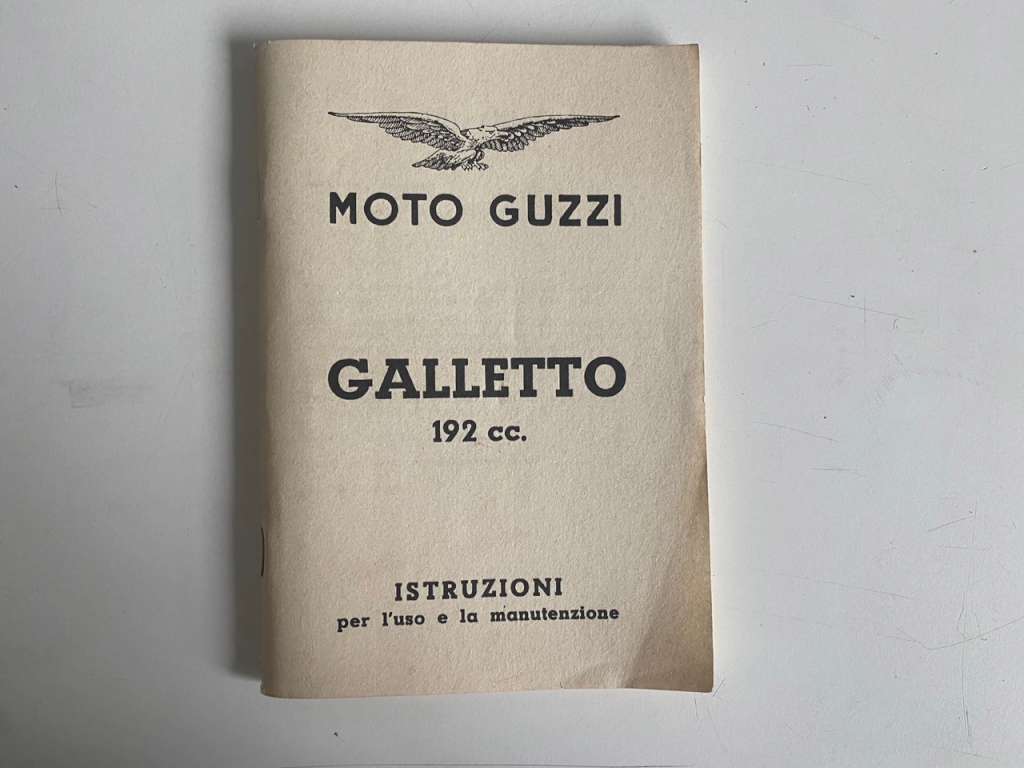 MOTO GUZZI
GALLETTO
192 cc.
ISTRUZIONI
per l'uso e la manutenzione